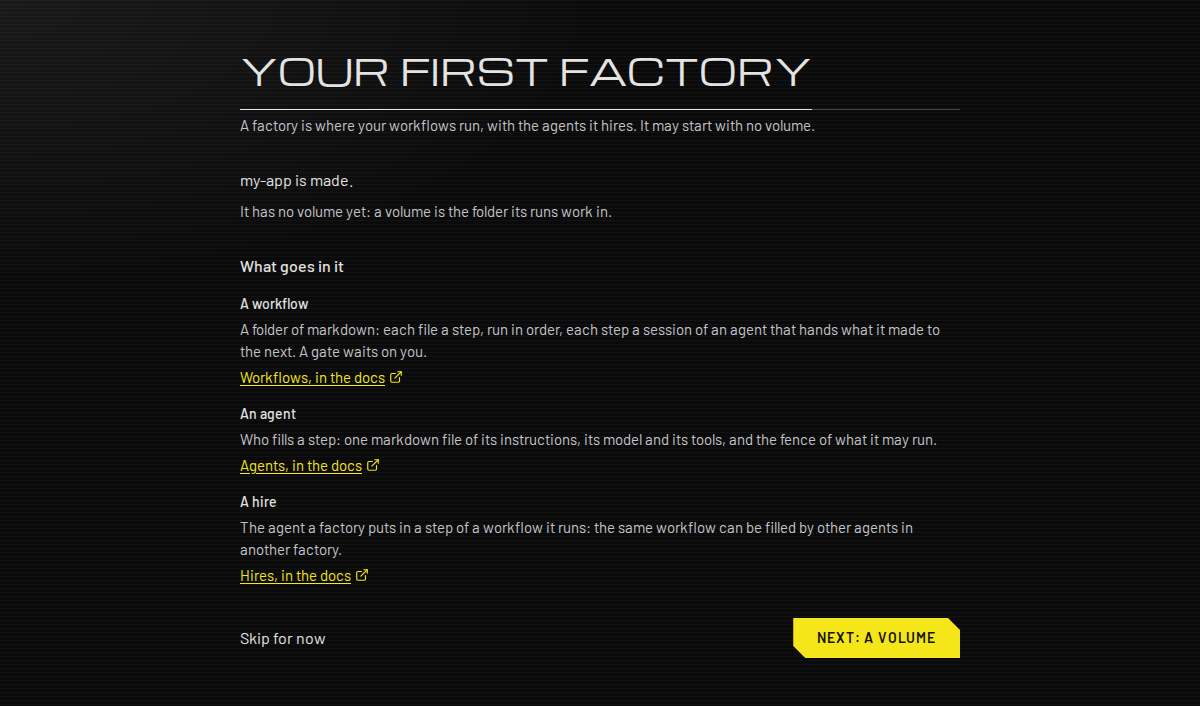 YOUR FIRST FACTORY
A factory is where your workflows run, with the agents it hires. It may start with no volume.
my-app is made.
It has no volume yet: a volume is the folder its runs work in.
What goes in it
A workflow
A folder of markdown: each file a step, run in order, each step a session of an agent that hands what it made to
the next. A gate waits on you.
Workflows, in the docs
An agent
Who fills a step: one markdown file of its instructions, its model and its tools, and the fence of what it may run.
Agents, in the docs
A hire
The agent a factory puts in a step of a workflow it runs: the same workflow can be filled by other agents in
another factory.
Hires, in the docs
Skip for now
NEXT: A VOLUME